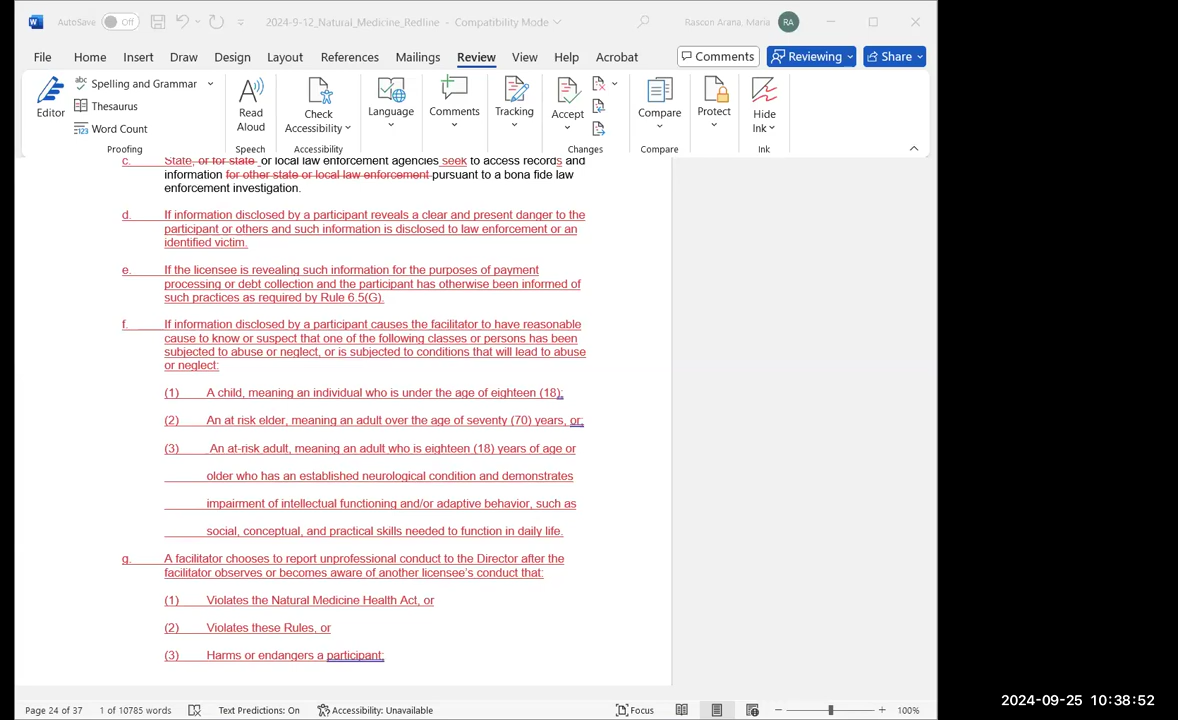 AutoSave Off 2024-9-12_Natural_Medicine_Redline - Compatibility Mode Rascon Arana, Maria RA
File Home Insert Draw Design Layout References Mailings Review View Help Acrobat Comments Reviewing Share
Editor
Spelling and Grammar
Thesaurus
Word Count
Proofing
Read Aloud
Speech
Check Accessibility
Accessibility
Language
Comments
Tracking
Accept
Changes
Compare
Compare
Protect
Hide Ink
Ink
c. State, or for state or local law enforcement agencies seek to access records and
information for other state or local law enforcement pursuant to a bona fide law
enforcement investigation.
d. If information disclosed by a participant reveals a clear and present danger to the
participant or others and such information is disclosed to law enforcement or an
identified victim.
e. If the licensee is revealing such information for the purposes of payment
processing or debt collection and the participant has otherwise been informed of
such practices as required by Rule 6.5(G).
f. If information disclosed by a participant causes the facilitator to have reasonable
cause to know or suspect that one of the following classes or persons has been
subjected to abuse or neglect, or is subjected to conditions that will lead to abuse
or neglect:
(1) A child, meaning an individual who is under the age of eighteen (18);
(2) An at risk elder, meaning an adult over the age of seventy (70) years, or;
(3) An at-risk adult, meaning an adult who is eighteen (18) years of age or
older who has an established neurological condition and demonstrates
impairment of intellectual functioning and/or adaptive behavior, such as
social, conceptual, and practical skills needed to function in daily life.
g. A facilitator chooses to report unprofessional conduct to the Director after the
facilitator observes or becomes aware of another licensee's conduct that:
(1) Violates the Natural Medicine Health Act, or
(2) Violates these Rules, or
(3) Harms or endangers a participant;
Page 24 of 37 1 of 10785 words Text Predictions: On Accessibility: Unavailable Focus 100%
2024-09-25 10:38:52